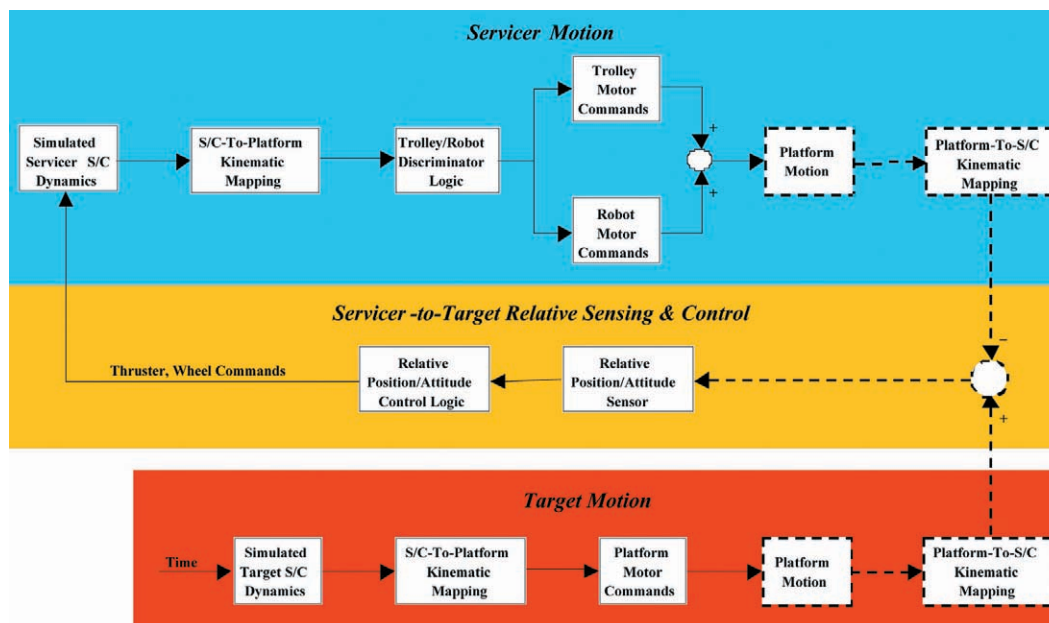 Servicer Motion
Trolley
Motor
Commands
Simulated
Servicer S/C
Dynamics
S/C-To-Platform
Kinematic
Mapping
Trolley/Robot
Discriminator
Logic
+
+
Platform
Motion
Platform-To-S/C
Kinematic
Mapping
Robot
Motor
Commands
Servicer -to-Target Relative Sensing & Control
–
Thruster, Wheel Commands
Relative
Position/Attitude
Control Logic
Relative
Position/Attitude
Sensor
+
Target Motion
Time
Simulated
Target S/C
Dynamics
S/C-To-Platform
Kinematic
Mapping
Platform
Motor
Commands
Platform
Motion
Platform-To-S/C
Kinematic
Mapping